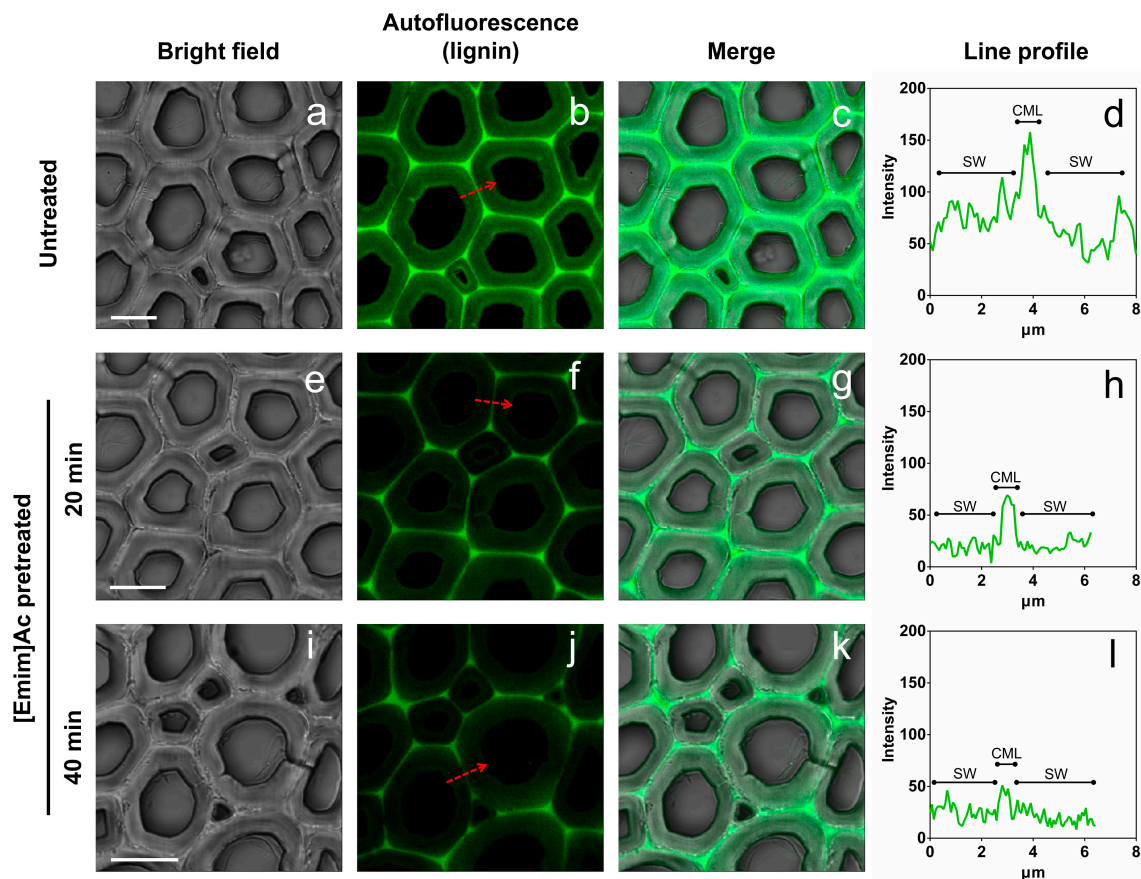 Bright field
Autofluorescence
(lignin)
Merge
Line profile
Untreated
a
b
c
d
200
150
100
50
0
Intensity
CML
SW
SW
0 2 4 6 8
µm
[Emim]Ac pretreated
20 min
e
f
g
h
200
150
100
50
0
Intensity
CML
SW
SW
0 2 4 6 8
µm
40 min
i
j
k
l
200
150
100
50
0
Intensity
CML
SW
SW
0 2 4 6 8
µm